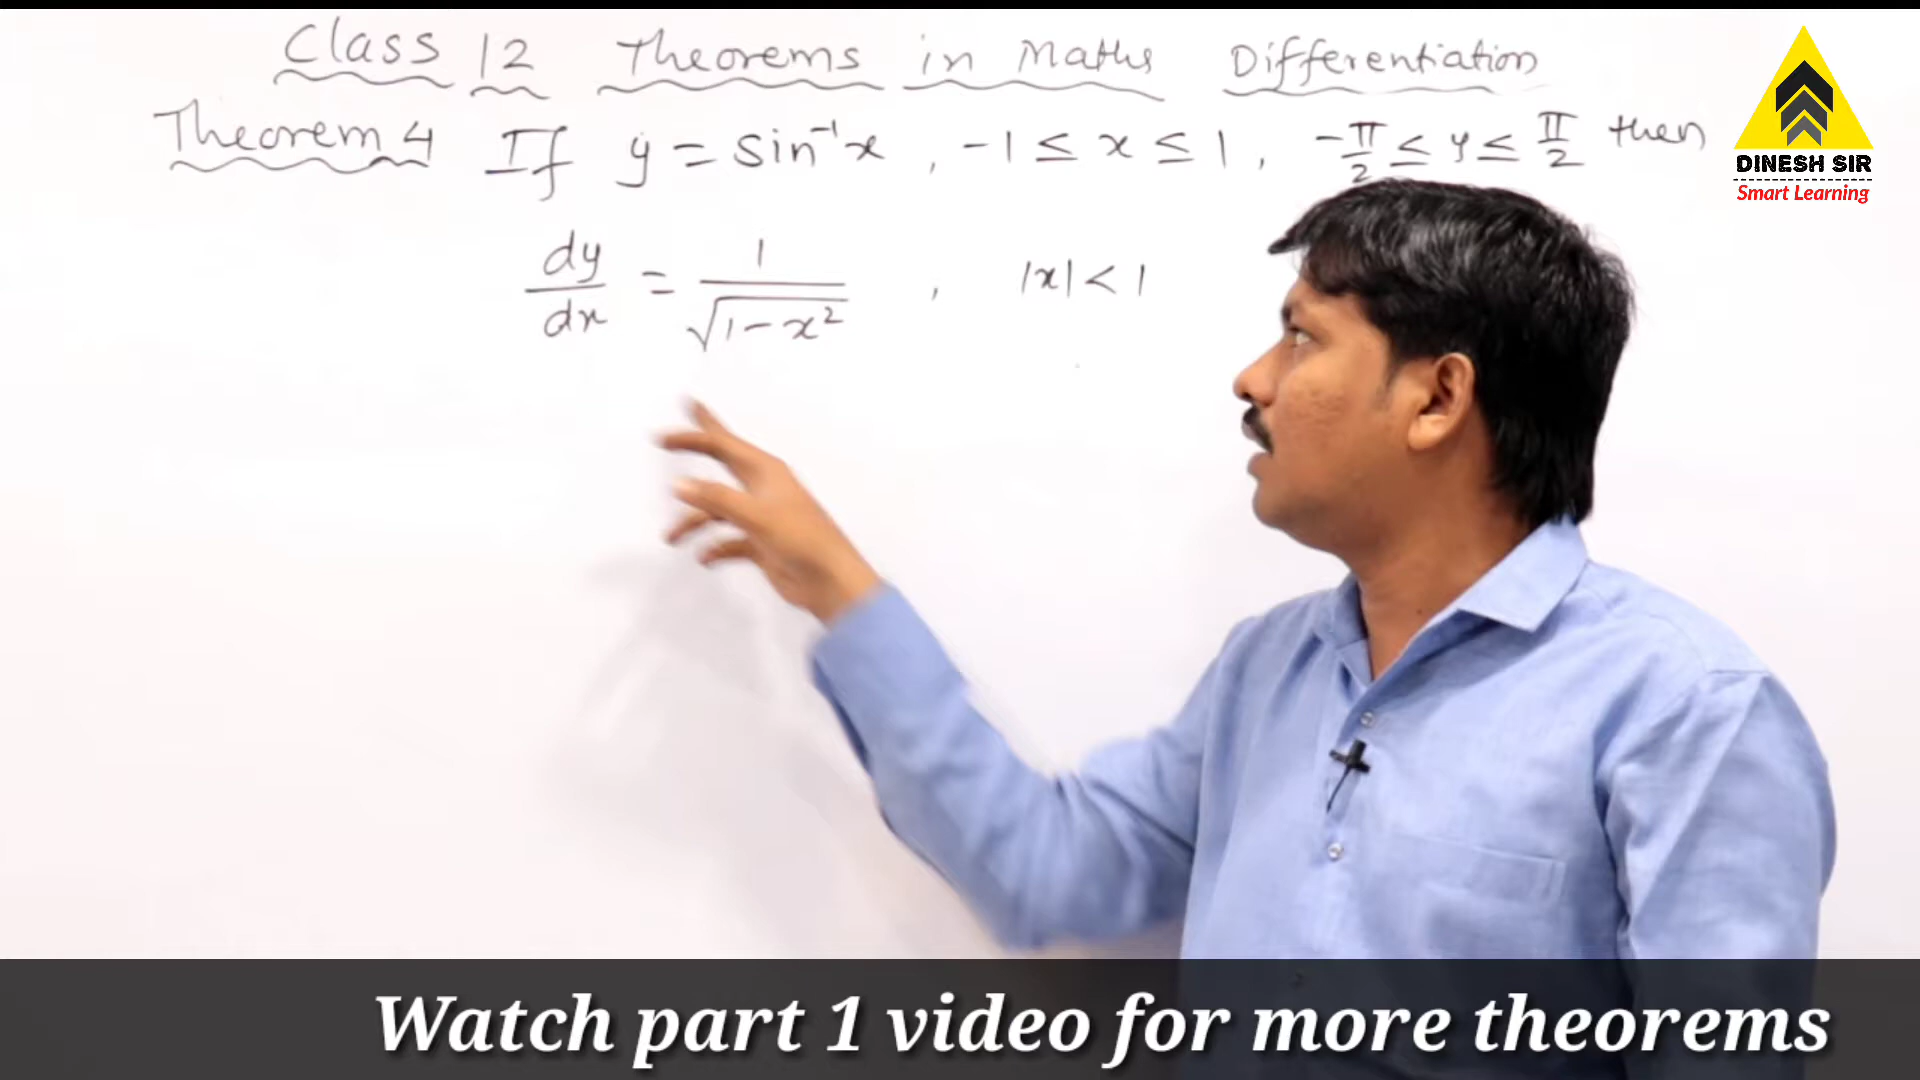 Class 12 Theorems in Maths Differentiation
Theorem 4 If y = sin⁻¹x , -1 ≤ x ≤ 1 , -π/2 ≤ y ≤ π/2 then
dy/dx = 1/√(1-x²) , |x| < 1
DINESH SIR
Smart Learning
Watch part 1 video for more theorems